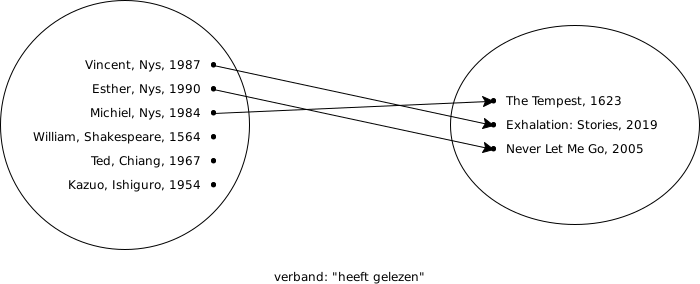 Vincent, Nys, 1987
Esther, Nys, 1990
Michiel, Nys, 1984
William, Shakespeare, 1564
Ted, Chiang, 1967
Kazuo, Ishiguro, 1954
The Tempest, 1623
Exhalation: Stories, 2019
Never Let Me Go, 2005
verband: "heeft gelezen"